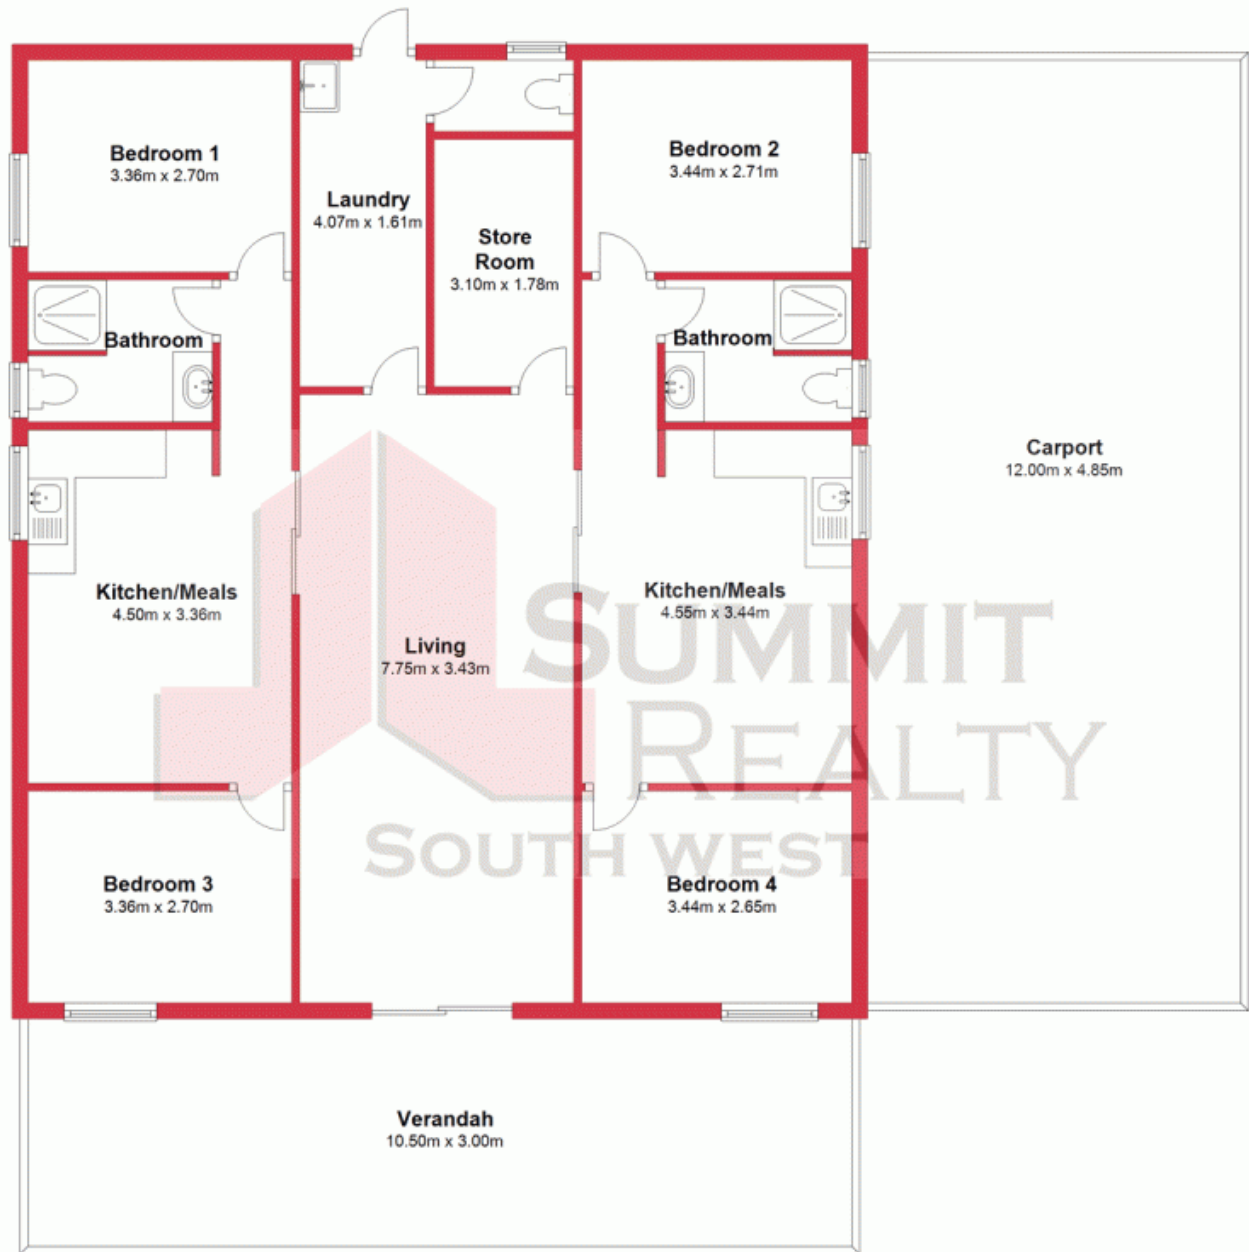 Bedroom 1
3.36m x 2.70m
Bedroom 2
3.44m x 2.71m
Laundry
4.07m x 1.61m
Store
Room
3.10m x 1.78m
Bathroom
Bathroom
Carport
12.00m x 4.85m
Kitchen/Meals
4.50m x 3.36m
Kitchen/Meals
4.55m x 3.44m
Living
7.75m x 3.43m
SUMMIT
REALTY
SOUTH WEST
Bedroom 3
3.36m x 2.70m
Bedroom 4
3.44m x 2.65m
Verandah
10.50m x 3.00m